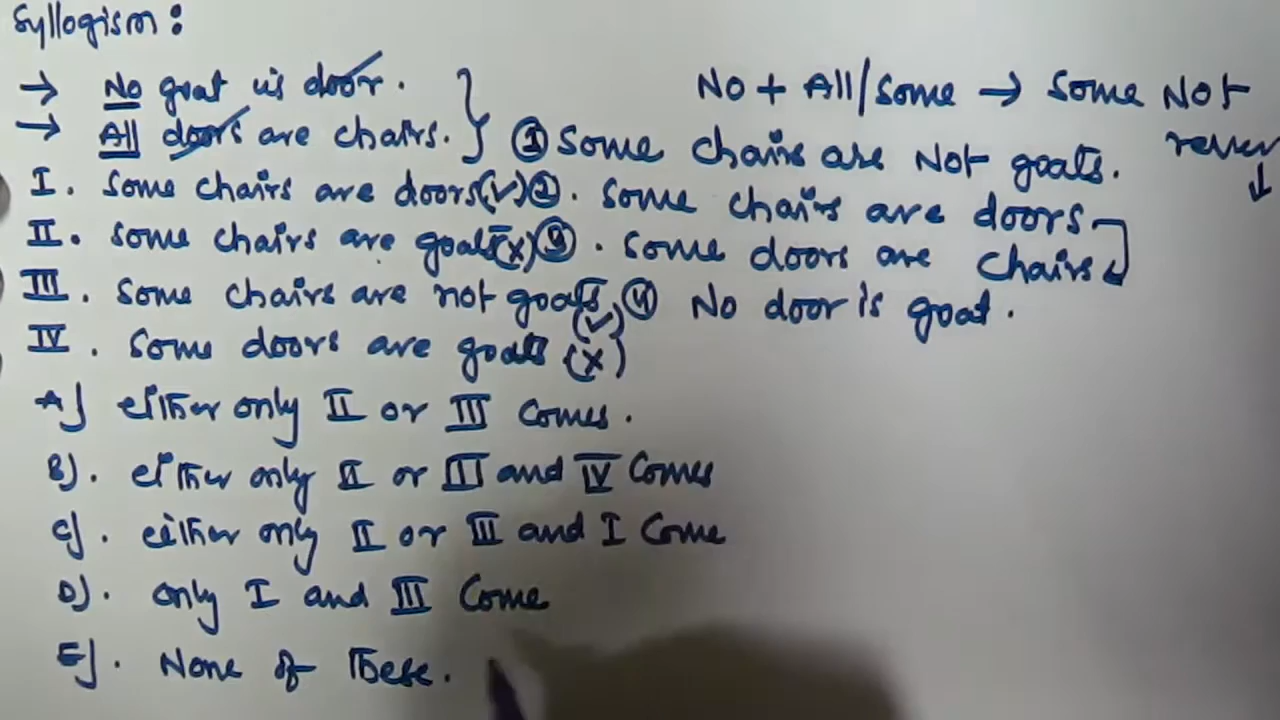 Syllogism:
→ No goat is door.
→ All doors are chairs.
No + All/Some → Some Not
rever
↓
① Some chairs are Not goats.
I. Some chairs are doors(✓) ②. Some chairs are doors
II. Some chairs are goats(x) ③. Some doors are chairs
III. Some chairs are not goats (✓) ④ No door is goat.
IV. Some doors are goats (x)
A) either only II or III Comes.
B). either only II or III and IV Comes
C). either only II or III and I Come
D). only I and III Come
E). None of These.